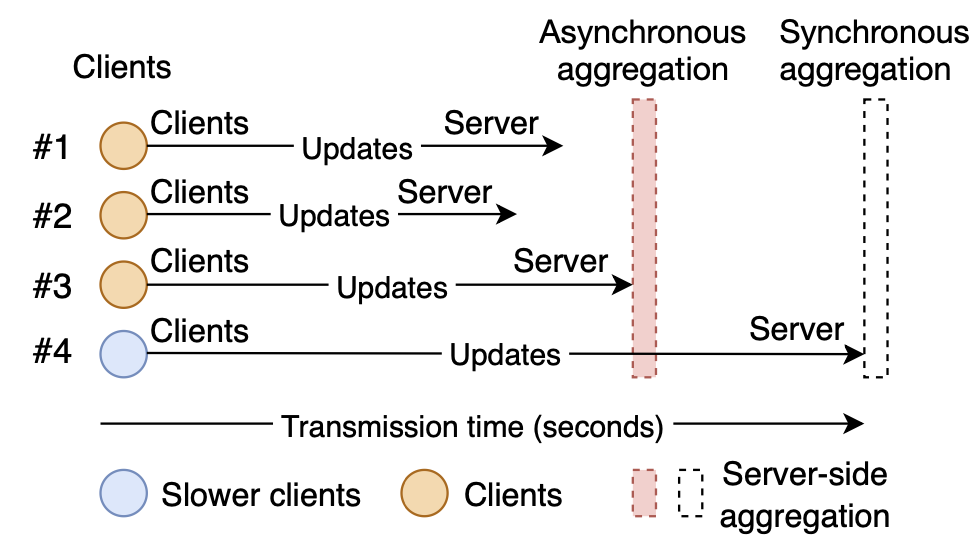 Asynchronous aggregation
Synchronous aggregation
Clients
#1
Clients
Updates
Server
#2
Clients
Updates
Server
#3
Clients
Updates
Server
#4
Clients
Updates
Server
Transmission time (seconds)
Slower clients
Clients
Server-side
aggregation